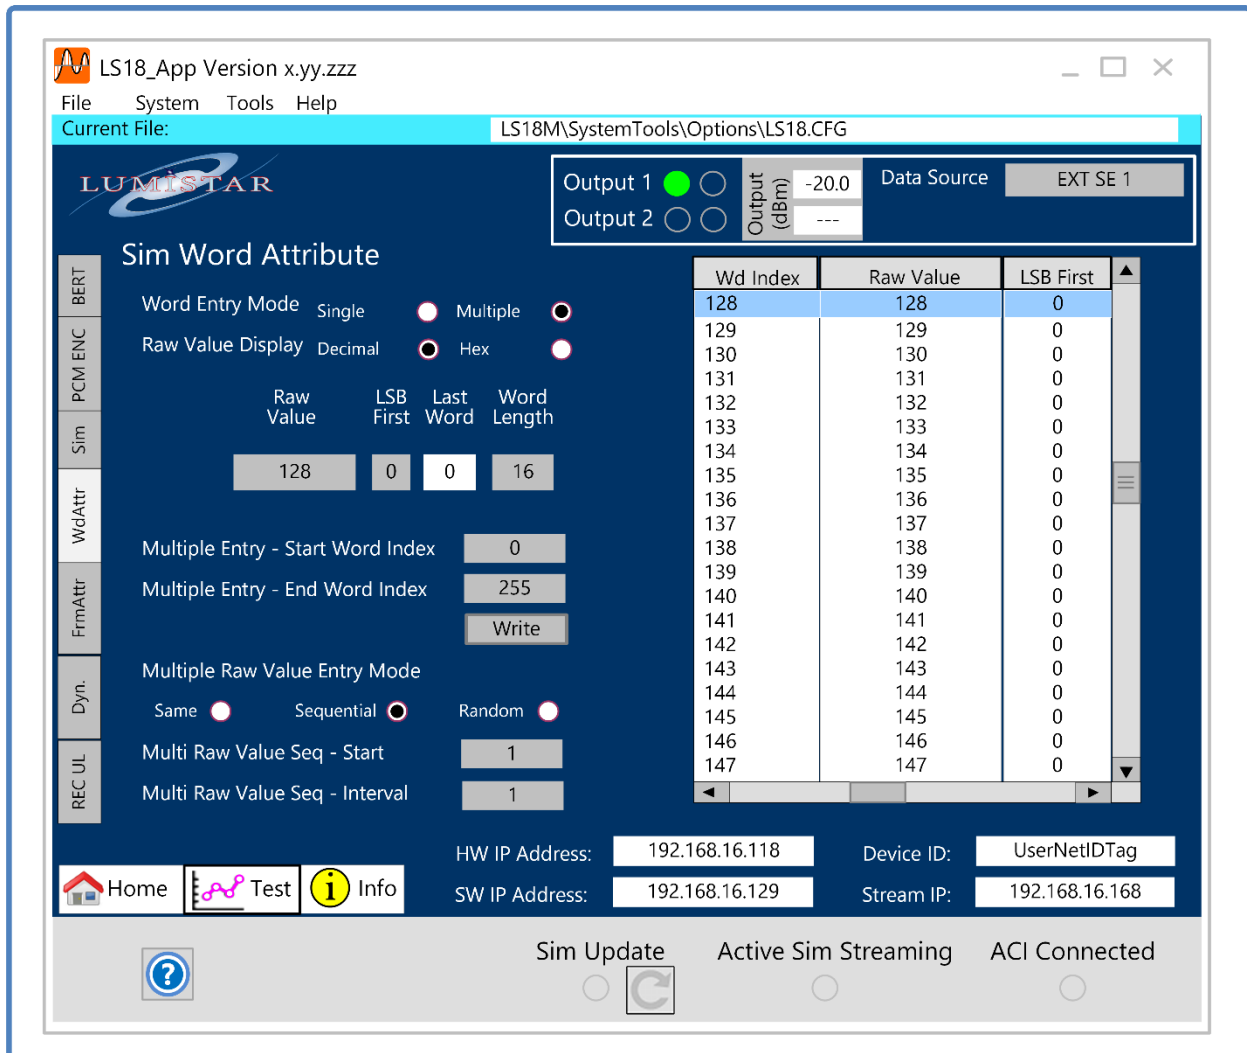 LS18_App Version x.yy.zzz
File System Tools Help
Current File: LS18M\SystemTools\Options\LS18.CFG
LUMISTAR
Output 1
Output 2
Output (dBm)
-20.0
---
Data Source EXT SE 1
BERT
PCM ENC
Sim
WdAttr
FrmAttr
Dyn.
REC UL
Sim Word Attribute
Word Entry Mode Single Multiple
Raw Value Display Decimal Hex
Raw Value LSB First Last Word Word Length
128 0 0 16
Multiple Entry - Start Word Index 0
Multiple Entry - End Word Index 255
Write
Multiple Raw Value Entry Mode
Same Sequential Random
Multi Raw Value Seq - Start 1
Multi Raw Value Seq - Interval 1
Wd Index Raw Value LSB First
128 128 0
129 129 0
130 130 0
131 131 0
132 132 0
133 133 0
134 134 0
135 135 0
136 136 0
137 137 0
138 138 0
139 139 0
140 140 0
141 141 0
142 142 0
143 143 0
144 144 0
145 145 0
146 146 0
147 147 0
HW IP Address: 192.168.16.118 Device ID: UserNetIDTag
SW IP Address: 192.168.16.129 Stream IP: 192.168.16.168
Home Test i Info
? Sim Update Active Sim Streaming ACI Connected